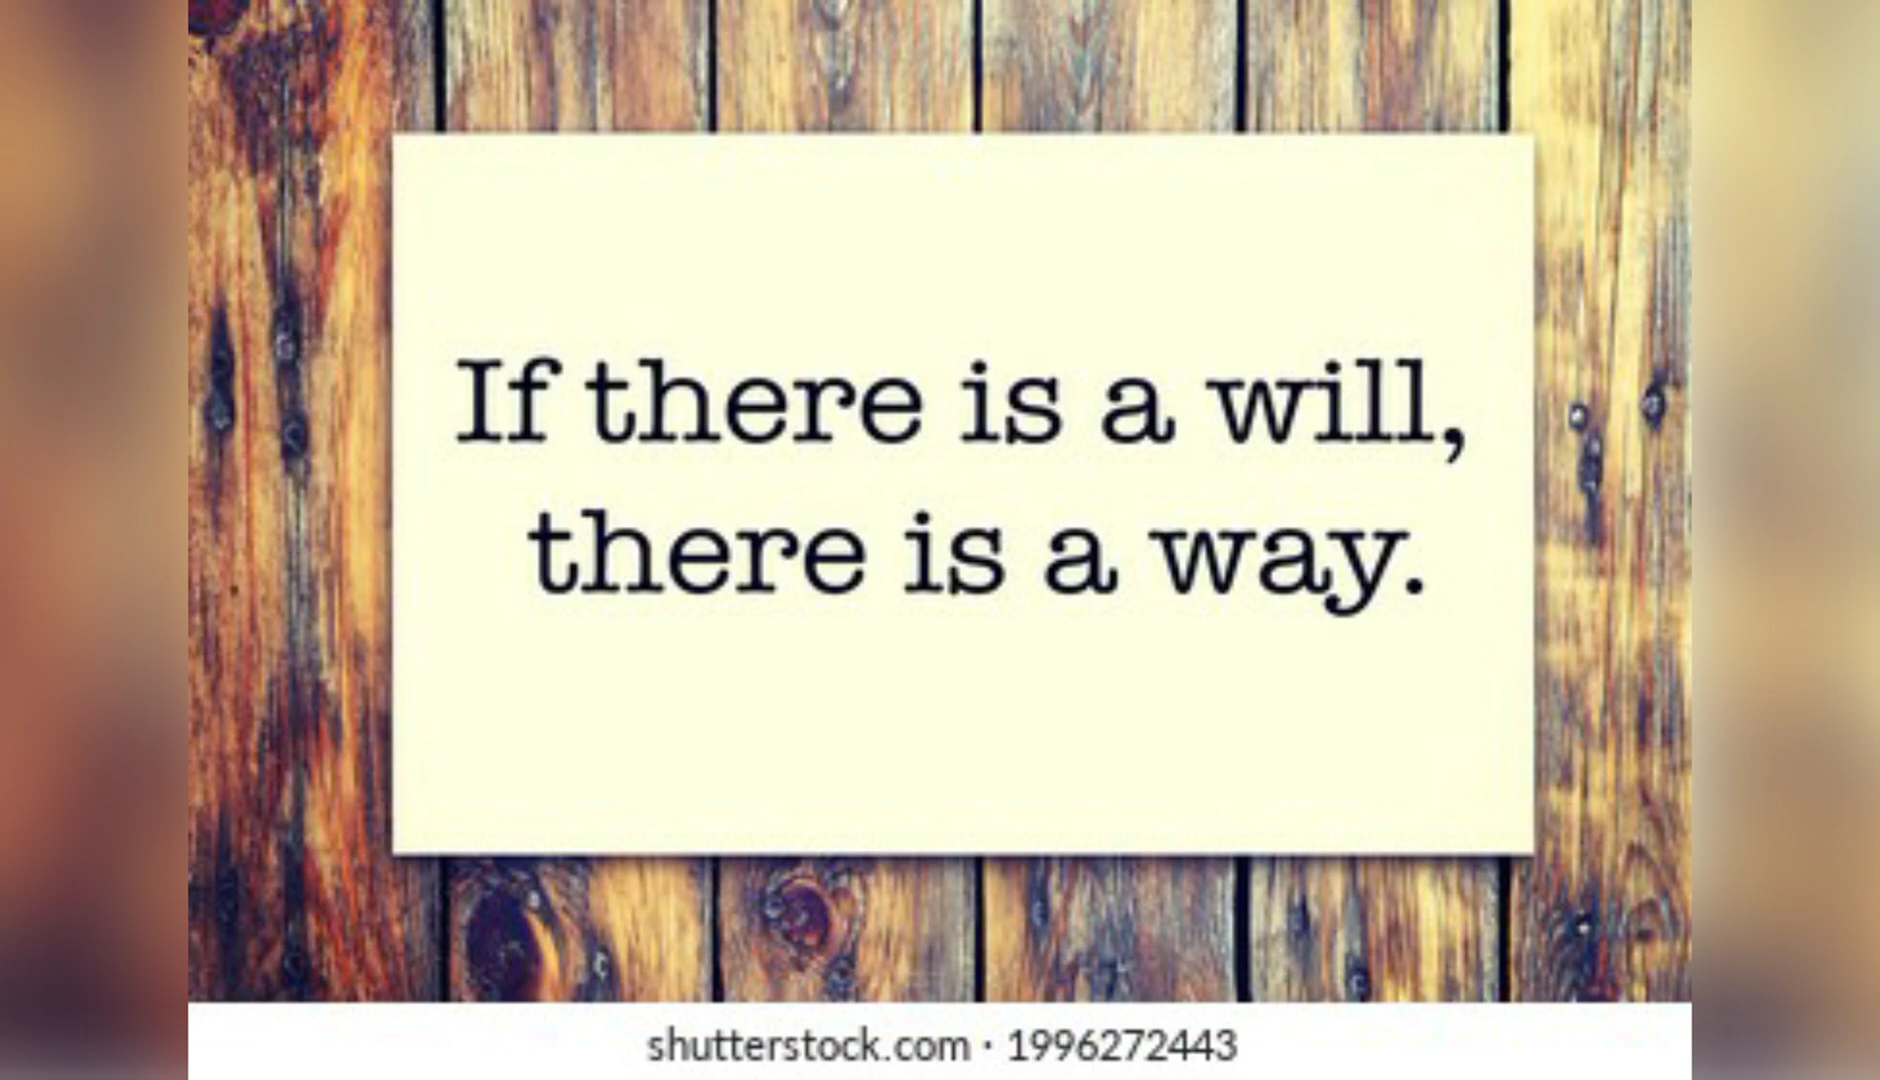 If there is a will,
there is a way.
shutterstock.com · 1996272443